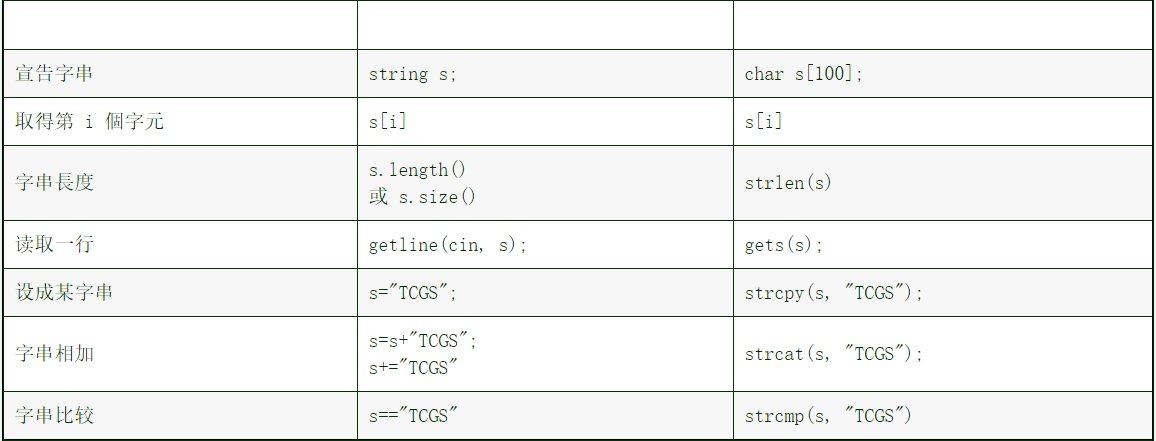 宣告字串
string s;
char s[100];
取得第 i 個字元
s[i]
s[i]
字串長度
s.length()
或 s.size()
strlen(s)
读取一行
getline(cin, s);
gets(s);
设成某字串
s="TCGS";
strcpy(s, "TCGS");
字串相加
s=s+"TCGS";
s+="TCGS"
strcat(s, "TCGS");
字串比较
s=="TCGS"
strcmp(s, "TCGS")